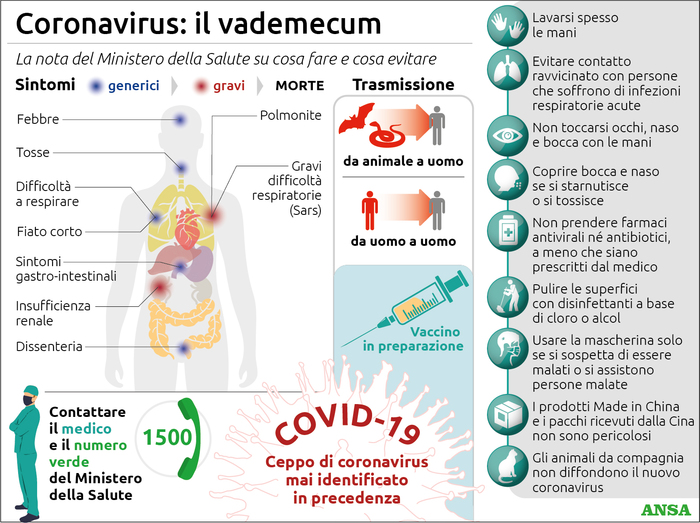 Coronavirus: il vademecum
La nota del Ministero della Salute su cosa fare e cosa evitare
Sintomi generici gravi MORTE
Febbre
Tosse
Difficoltà
a respirare
Fiato corto
Sintomi
gastro-intestinali
Insufficienza
renale
Dissenteria
Polmonite
Gravi
difficoltà
respiratorie
(Sars)
Trasmissione
da animale a uomo
da uomo a uomo
Vaccino
in preparazione
Contattare
il medico
e il numero
verde
del Ministero
della Salute
1500
COVID-19
Ceppo di coronavirus
mai identificato
in precedenza
Lavarsi spesso
le mani
Evitare contatto
ravvicinato con persone
che soffrono di infezioni
respiratorie acute
Non toccarsi occhi, naso
e bocca con le mani
Coprire bocca e naso
se si starnutisce
o si tossisce
Non prendere farmaci
antivirali né antibiotici,
a meno che siano
prescritti dal medico
Pulire le superfici
con disinfettanti a base
di cloro o alcol
Usare la mascherina solo
se si sospetta di essere
malati o si assistono
persone malate
I prodotti Made in China
e i pacchi ricevuti dalla Cina
non sono pericolosi
Gli animali da compagnia
non diffondono il nuovo
coronavirus
ANSA